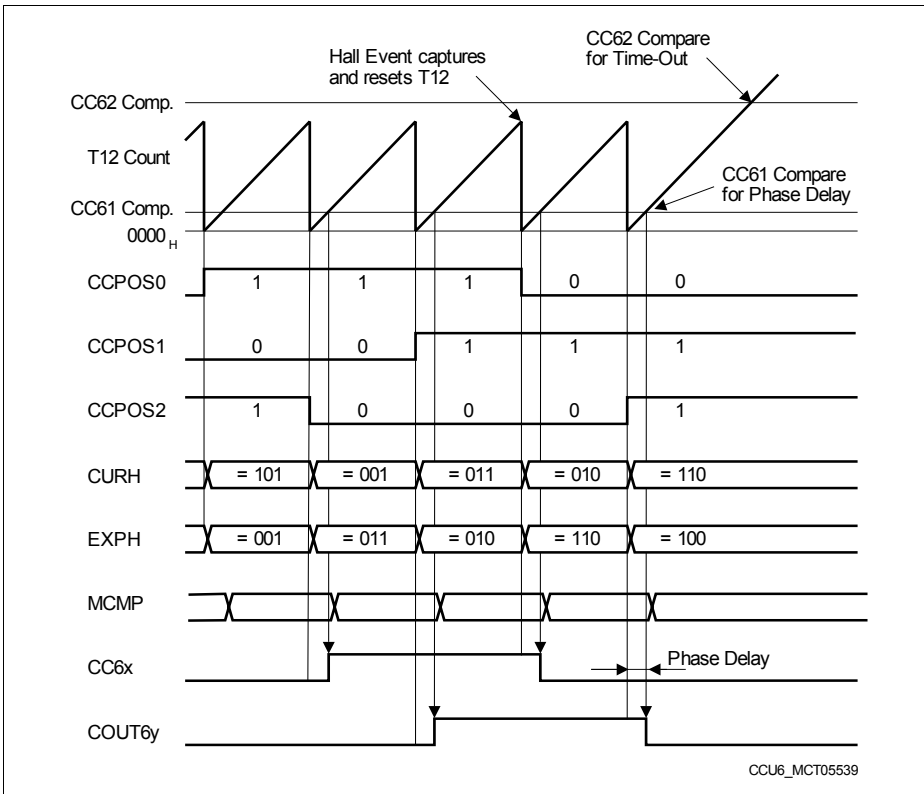 Hall Event captures
and resets T12
CC62 Compare
for Time-Out
CC62 Comp.
T12 Count
CC61 Compare
for Phase Delay
CC61 Comp.
0000 H
CCPOS0 1 1 1 0 0
CCPOS1 0 0 1 1 1
CCPOS2 1 0 0 0 1
CURH = 101 = 001 = 011 = 010 = 110
EXPH = 001 = 011 = 010 = 110 = 100
MCMP
CC6x
Phase Delay
COUT6y
CCU6_MCT05539